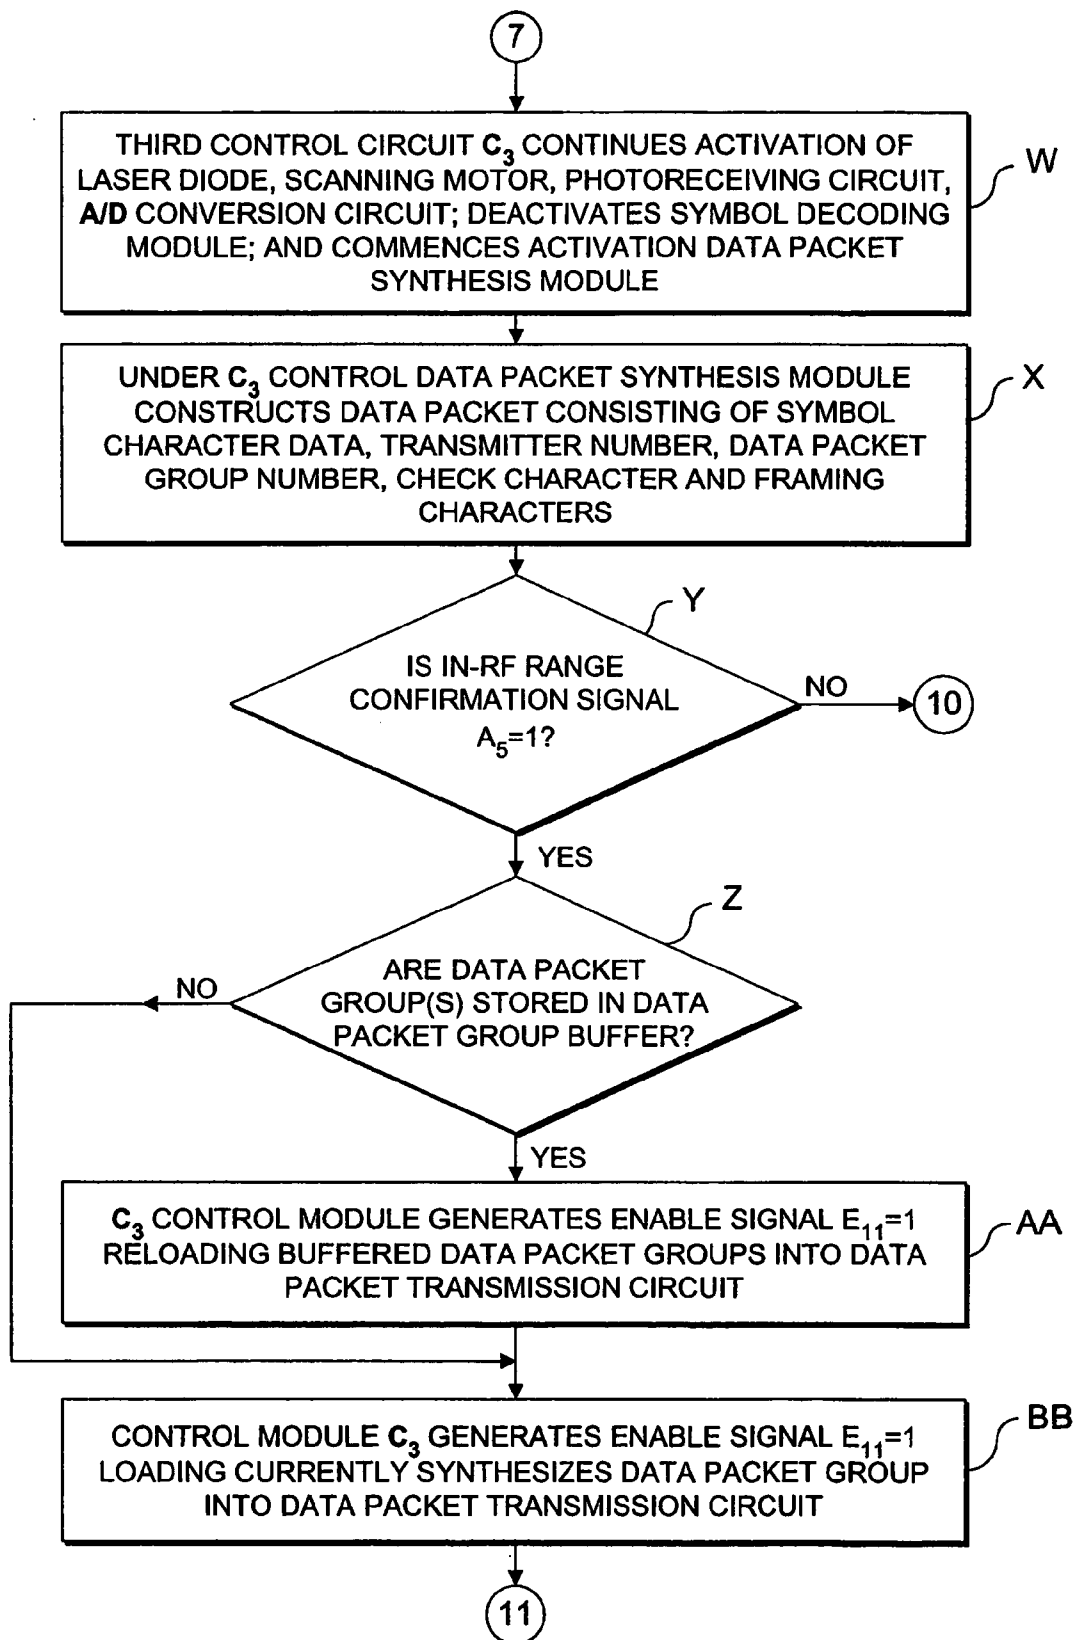 7
THIRD CONTROL CIRCUIT C3 CONTINUES ACTIVATION OF
LASER DIODE, SCANNING MOTOR, PHOTORECEIVING CIRCUIT,
A/D CONVERSION CIRCUIT; DEACTIVATES SYMBOL DECODING
MODULE; AND COMMENCES ACTIVATION DATA PACKET
SYNTHESIS MODULE
W
UNDER C3 CONTROL DATA PACKET SYNTHESIS MODULE
CONSTRUCTS DATA PACKET CONSISTING OF SYMBOL
CHARACTER DATA, TRANSMITTER NUMBER, DATA PACKET
GROUP NUMBER, CHECK CHARACTER AND FRAMING
CHARACTERS
X
Y
IS IN-RF RANGE
CONFIRMATION SIGNAL
A5=1?
NO
10
YES
Z
ARE DATA PACKET
GROUP(S) STORED IN DATA
PACKET GROUP BUFFER?
NO
YES
C3 CONTROL MODULE GENERATES ENABLE SIGNAL E11=1
RELOADING BUFFERED DATA PACKET GROUPS INTO DATA
PACKET TRANSMISSION CIRCUIT
AA
CONTROL MODULE C3 GENERATES ENABLE SIGNAL E11=1
LOADING CURRENTLY SYNTHESIZES DATA PACKET GROUP
INTO DATA PACKET TRANSMISSION CIRCUIT
BB
11